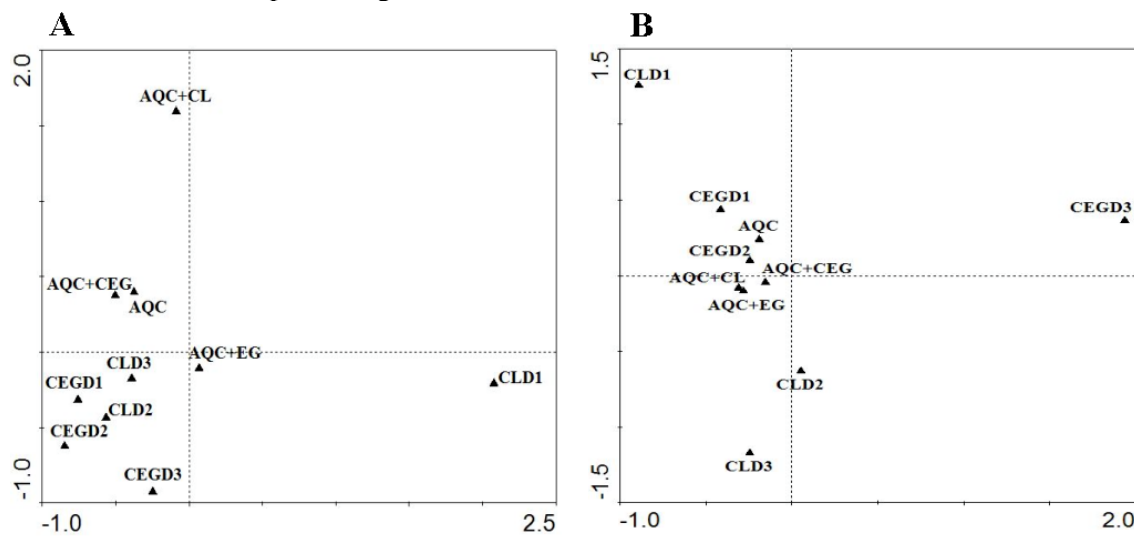 A
B
2.0
AQC+CL
AQC+CEG
AQC
AQC+EG
CLD3
CLD1
CEGD1
CLD2
CEGD2
CEGD3
-1.0
-1.0
2.5
1.5
CLD1
CEGD1
CEGD3
AQC
CEGD2
AQC+CEG
AQC+CL
AQC+EG
CLD2
CLD3
-1.5
-1.0
2.0